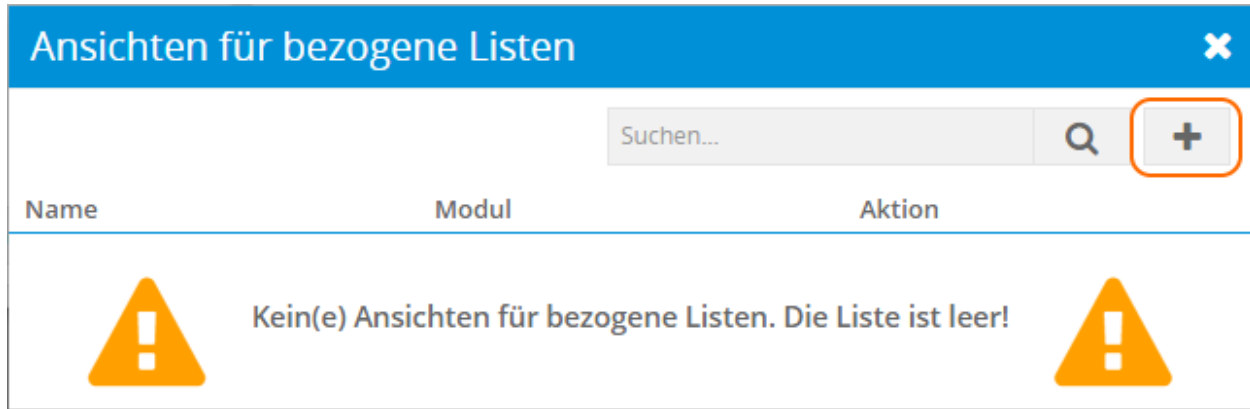 Ansichten für bezogene Listen
Suchen...
Name Modul Aktion
Kein(e) Ansichten für bezogene Listen. Die Liste ist leer!